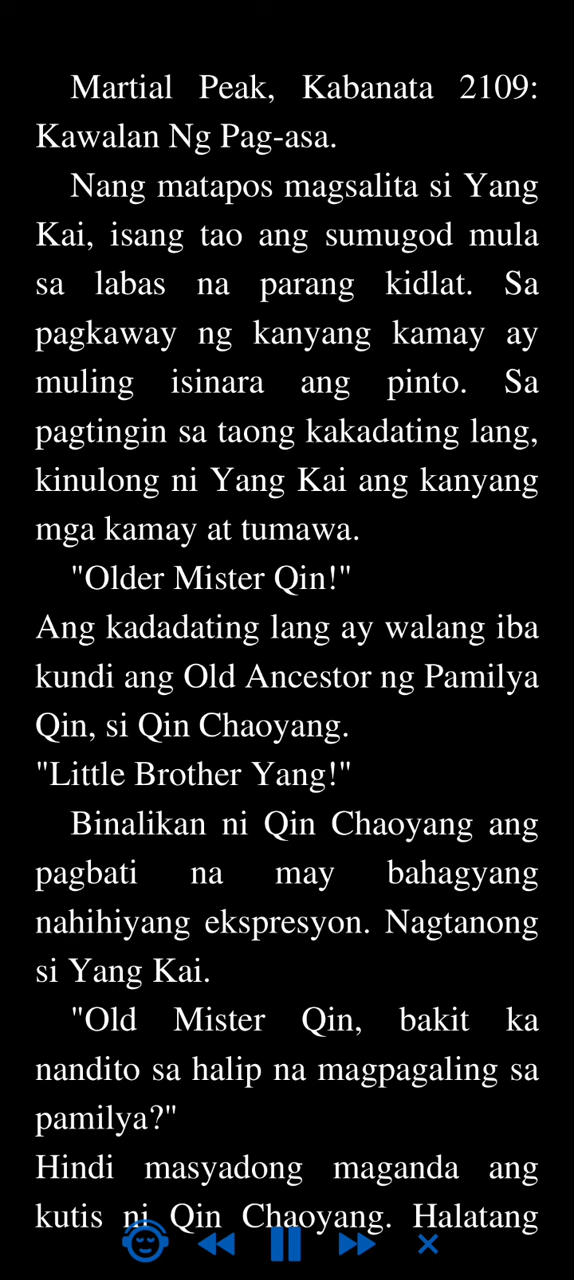 Martial Peak, Kabanata 2109:
Kawalan Ng Pag-asa.
Nang matapos magsalita si Yang
Kai, isang tao ang sumugod mula
sa labas na parang kidlat. Sa
pagkaway ng kanyang kamay ay
muling isinara ang pinto. Sa
pagtingin sa taong kakadating lang,
kinulong ni Yang Kai ang kanyang
mga kamay at tumawa.
"Older Mister Qin!"
Ang kadadating lang ay walang iba
kundi ang Old Ancestor ng Pamilya
Qin, si Qin Chaoyang.
"Little Brother Yang!"
Binalikan ni Qin Chaoyang ang
pagbati na may bahagyang
nahihiyang ekspresyon. Nagtanong
si Yang Kai.
"Old Mister Qin, bakit ka
nandito sa halip na magpagaling sa
pamilya?"
Hindi masyadong maganda ang
kutis ni Qin Chaoyang. Halatang